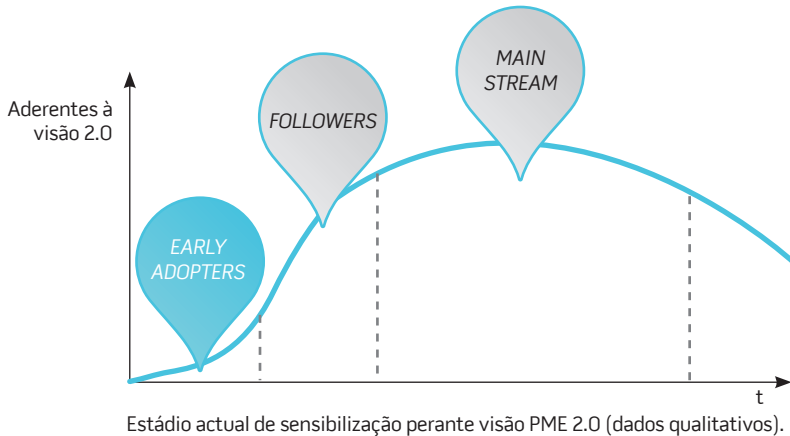 MAIN
STREAM
Aderentes à
visão 2.0
FOLLOWERS
EARLY
ADOPTERS
t
Estádio actual de sensibilização perante visão PME 2.0 (dados qualitativos).